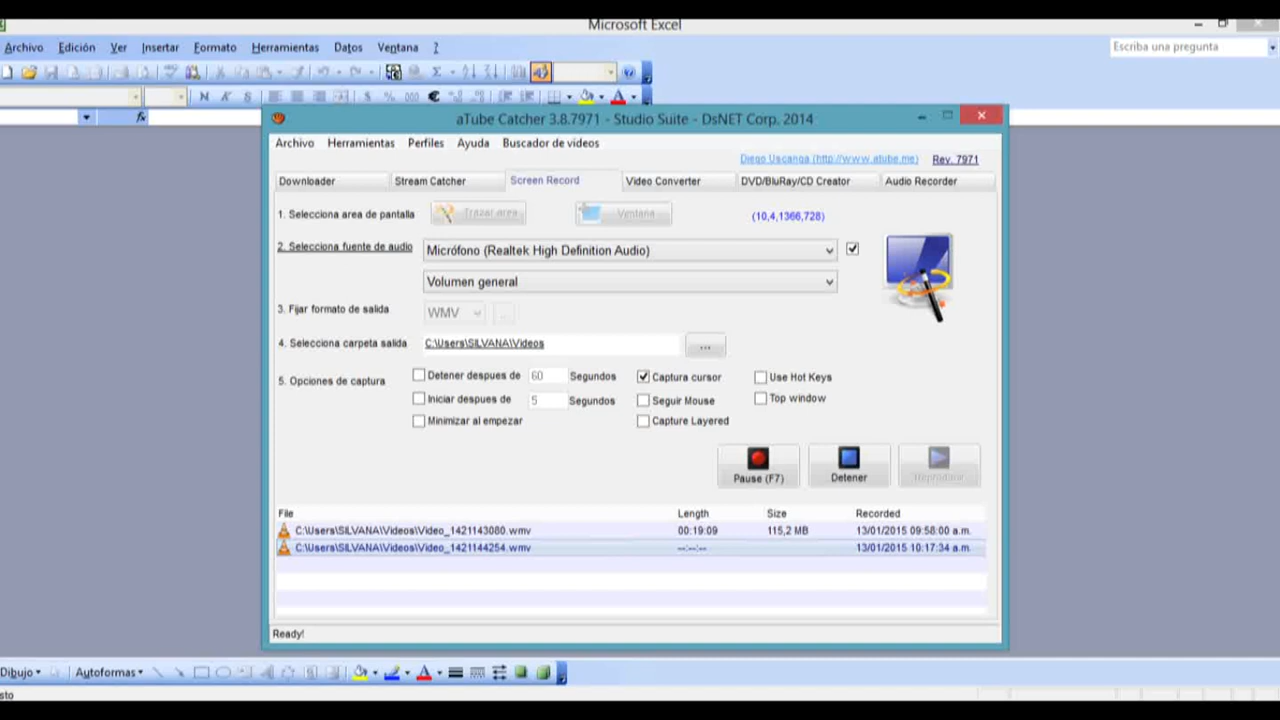 Microsoft Excel
Archivo Edición Ver Insertar Formato Herramientas Datos Ventana ?
Escriba una pregunta
N K S
fx
aTube Catcher 3.8.7971 - Studio Suite - DsNET Corp. 2014
Archivo Herramientas Perfiles Ayuda Buscador de videos
Diego Uscanga (http://www.atube.me) Rev. 7971
Downloader Stream Catcher Screen Record Video Converter DVD/BluRay/CD Creator Audio Recorder
1. Selecciona area de pantalla Trazar area Ventana (10,4,1366,728)
2. Selecciona fuente de audio Micrófono (Realtek High Definition Audio)
Volumen general
3. Fijar formato de salida WMV ...
4. Selecciona carpeta salida C:\Users\SILVANA\Videos ...
5. Opciones de captura Detener despues de 60 Segundos Captura cursor Use Hot Keys
Iniciar despues de 5 Segundos Seguir Mouse Top window
Minimizar al empezar Capture Layered
Pause (F7) Detener Reproducir
File Length Size Recorded
C:\Users\SILVANA\Videos\Video_1421143080.wmv 00:19:09 115,2 MB 13/01/2015 09:58:00 a.m.
C:\Users\SILVANA\Videos\Video_1421144254.wmv --:--:-- 13/01/2015 10:17:34 a.m.
Ready!
Dibujo Autoformas
sto